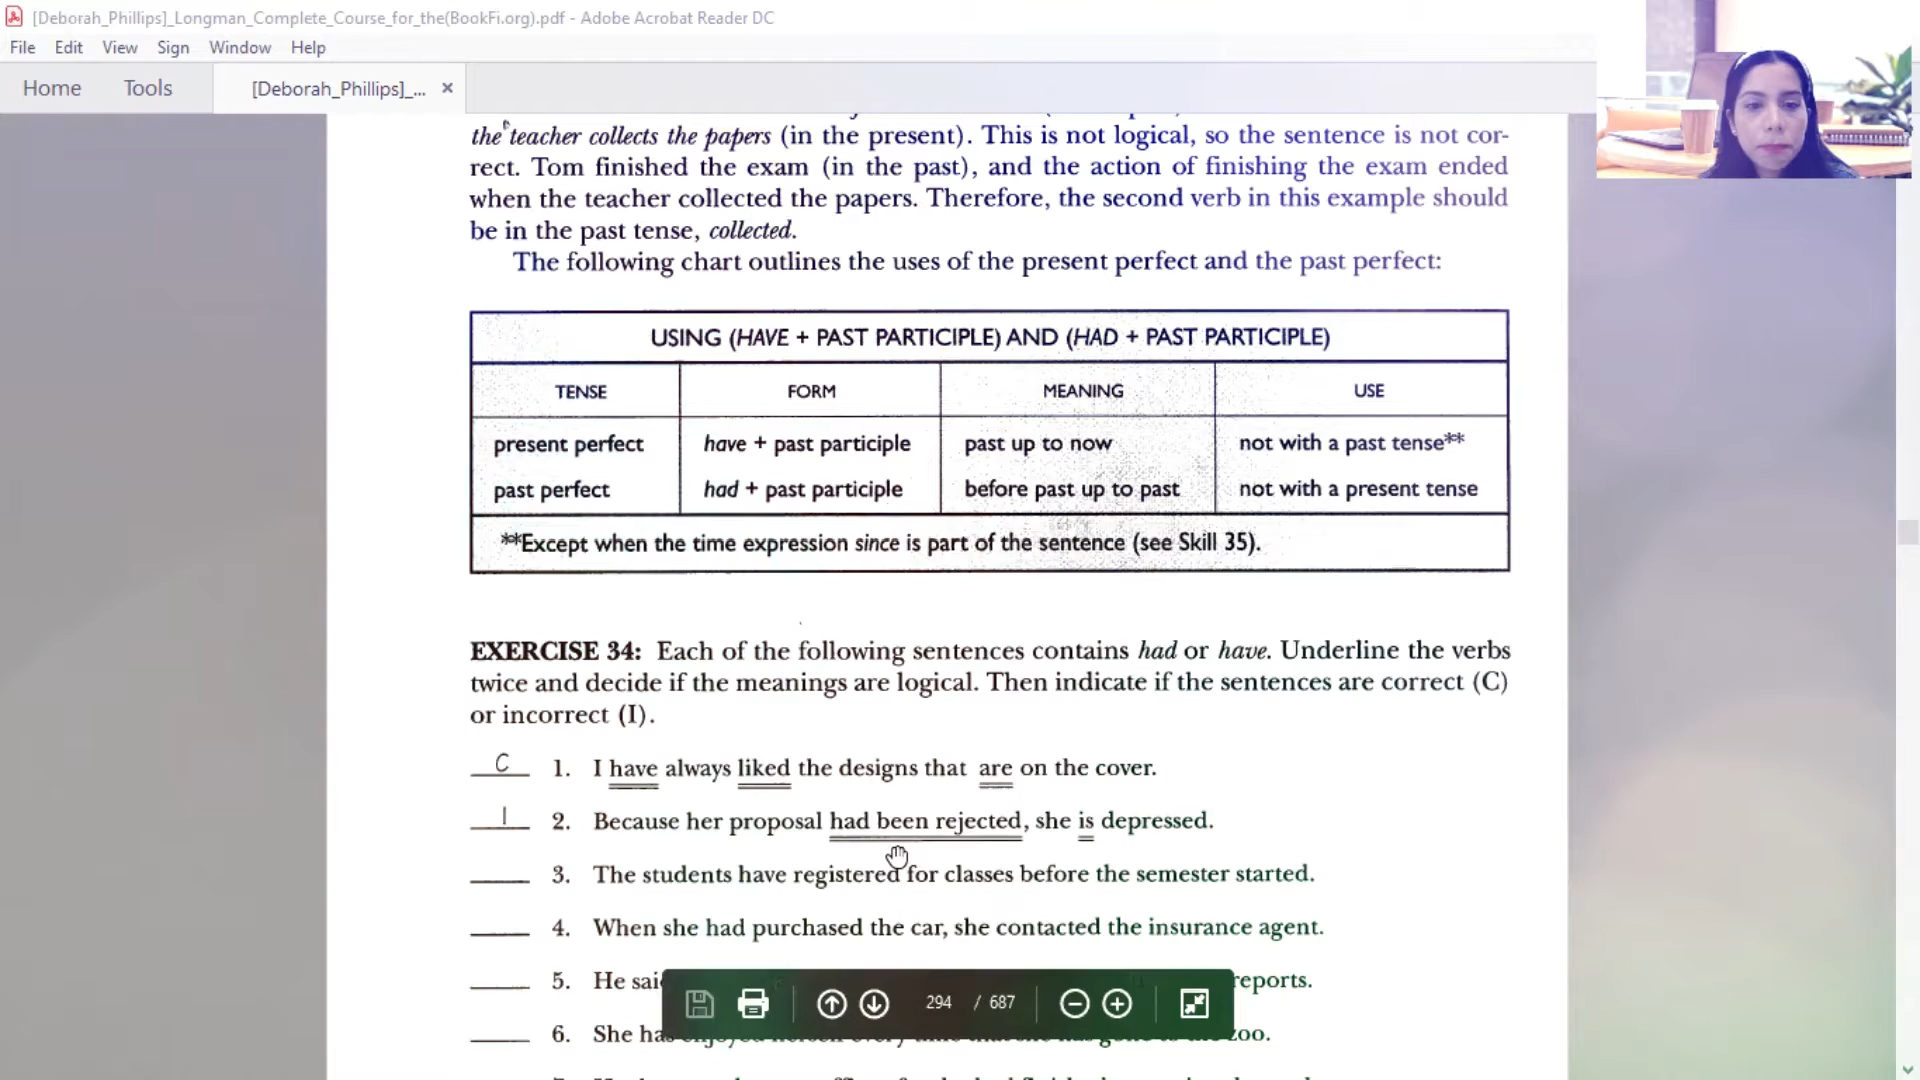 [Deborah_Phillips]_Longman_Complete_Course_for_the(BookFi.org).pdf - Adobe Acrobat Reader DC
File Edit View Sign Window Help
Home Tools [Deborah_Phillips]_... ×
the teacher collects the papers (in the present). This is not logical, so the sentence is not cor-
rect. Tom finished the exam (in the past), and the action of finishing the exam ended
when the teacher collected the papers. Therefore, the second verb in this example should
be in the past tense, collected.
The following chart outlines the uses of the present perfect and the past perfect:
USING (HAVE + PAST PARTICIPLE) AND (HAD + PAST PARTICIPLE)
TENSE FORM MEANING USE
present perfect have + past participle past up to now not with a past tense**
past perfect had + past participle before past up to past not with a present tense
**Except when the time expression since is part of the sentence (see Skill 35).
EXERCISE 34: Each of the following sentences contains had or have. Underline the verbs
twice and decide if the meanings are logical. Then indicate if the sentences are correct (C)
or incorrect (I).
C 1. I have always liked the designs that are on the cover.
I 2. Because her proposal had been rejected, she is depressed.
3. The students have registered for classes before the semester started.
4. When she had purchased the car, she contacted the insurance agent.
5. He reports.
6. She zoo.
294 / 687